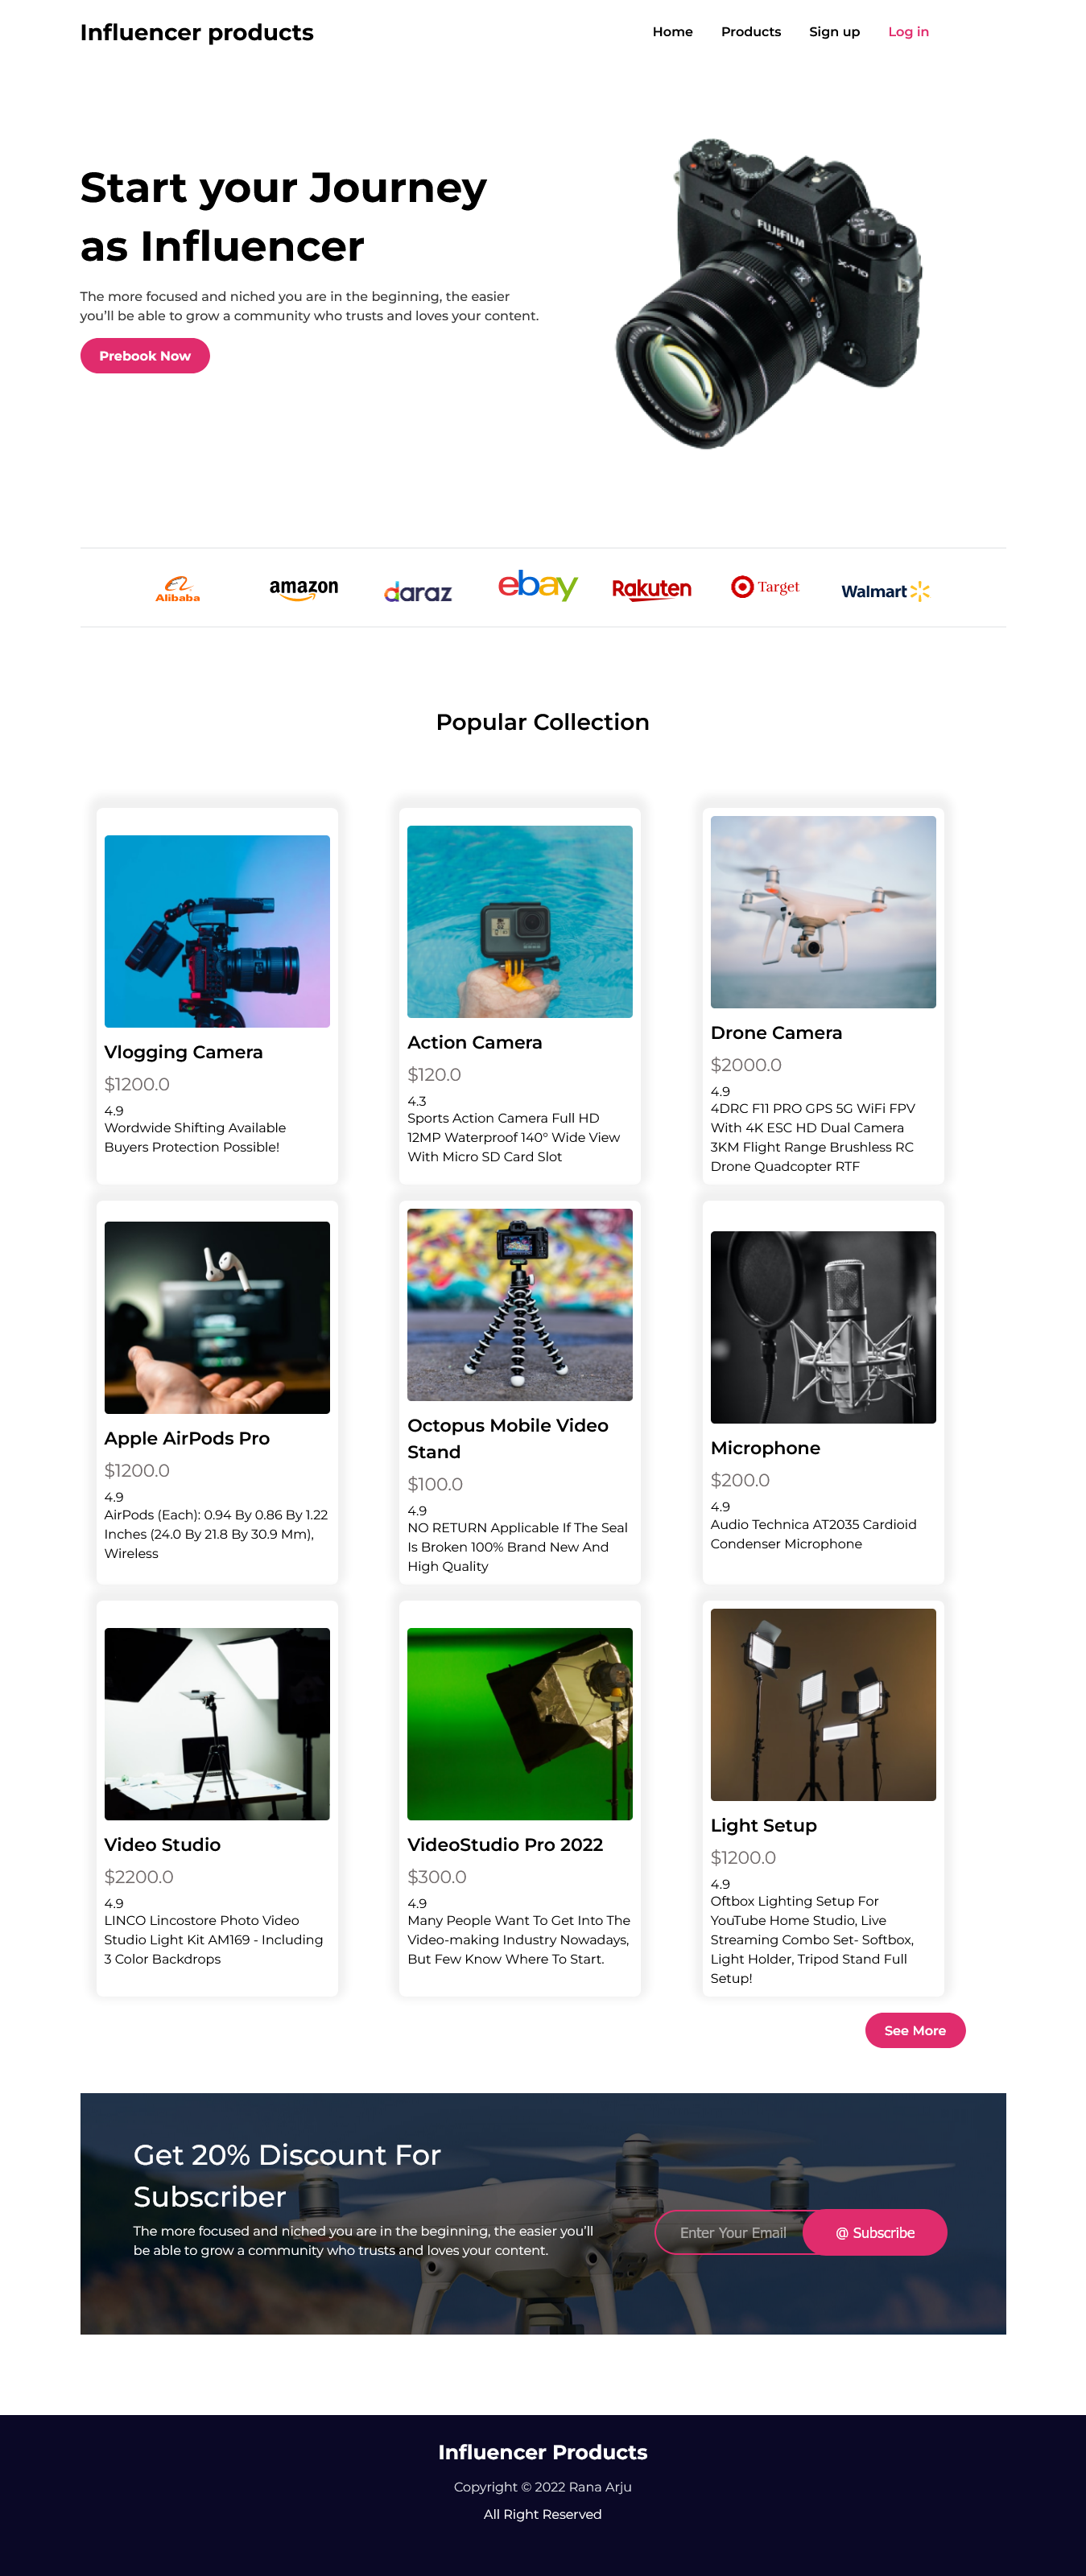 Influencer products
Home Products Sign up Log in
Start your Journey
as Influencer
The more focused and niched you are in the beginning, the easier
you’ll be able to grow a community who trusts and loves your content.
Prebook Now
FUJIFILM
X-T10
Alibaba
amazon
daraz
ebay
Rakuten
Target
Walmart
Popular Collection
Vlogging Camera
$1200.0
4.9
Wordwide Shifting Available
Buyers Protection Possible!
Action Camera
$120.0
4.3
Sports Action Camera Full HD
12MP Waterproof 140° Wide View
With Micro SD Card Slot
Drone Camera
$2000.0
4.9
4DRC F11 PRO GPS 5G WiFi FPV
With 4K ESC HD Dual Camera
3KM Flight Range Brushless RC
Drone Quadcopter RTF
Apple AirPods Pro
$1200.0
4.9
AirPods (Each): 0.94 By 0.86 By 1.22
Inches (24.0 By 21.8 By 30.9 Mm),
Wireless
Octopus Mobile Video
Stand
$100.0
4.9
NO RETURN Applicable If The Seal
Is Broken 100% Brand New And
High Quality
Microphone
$200.0
4.9
Audio Technica AT2035 Cardioid
Condenser Microphone
Video Studio
$2200.0
4.9
LINCO Lincostore Photo Video
Studio Light Kit AM169 - Including
3 Color Backdrops
VideoStudio Pro 2022
$300.0
4.9
Many People Want To Get Into The
Video-making Industry Nowadays,
But Few Know Where To Start.
Light Setup
$1200.0
4.9
Oftbox Lighting Setup For
YouTube Home Studio, Live
Streaming Combo Set- Softbox,
Light Holder, Tripod Stand Full
Setup!
See More
Get 20% Discount For
Subscriber
The more focused and niched you are in the beginning, the easier you’ll
be able to grow a community who trusts and loves your content.
Enter Your Email
@ Subscribe
Influencer Products
Copyright © 2022 Rana Arju
All Right Reserved